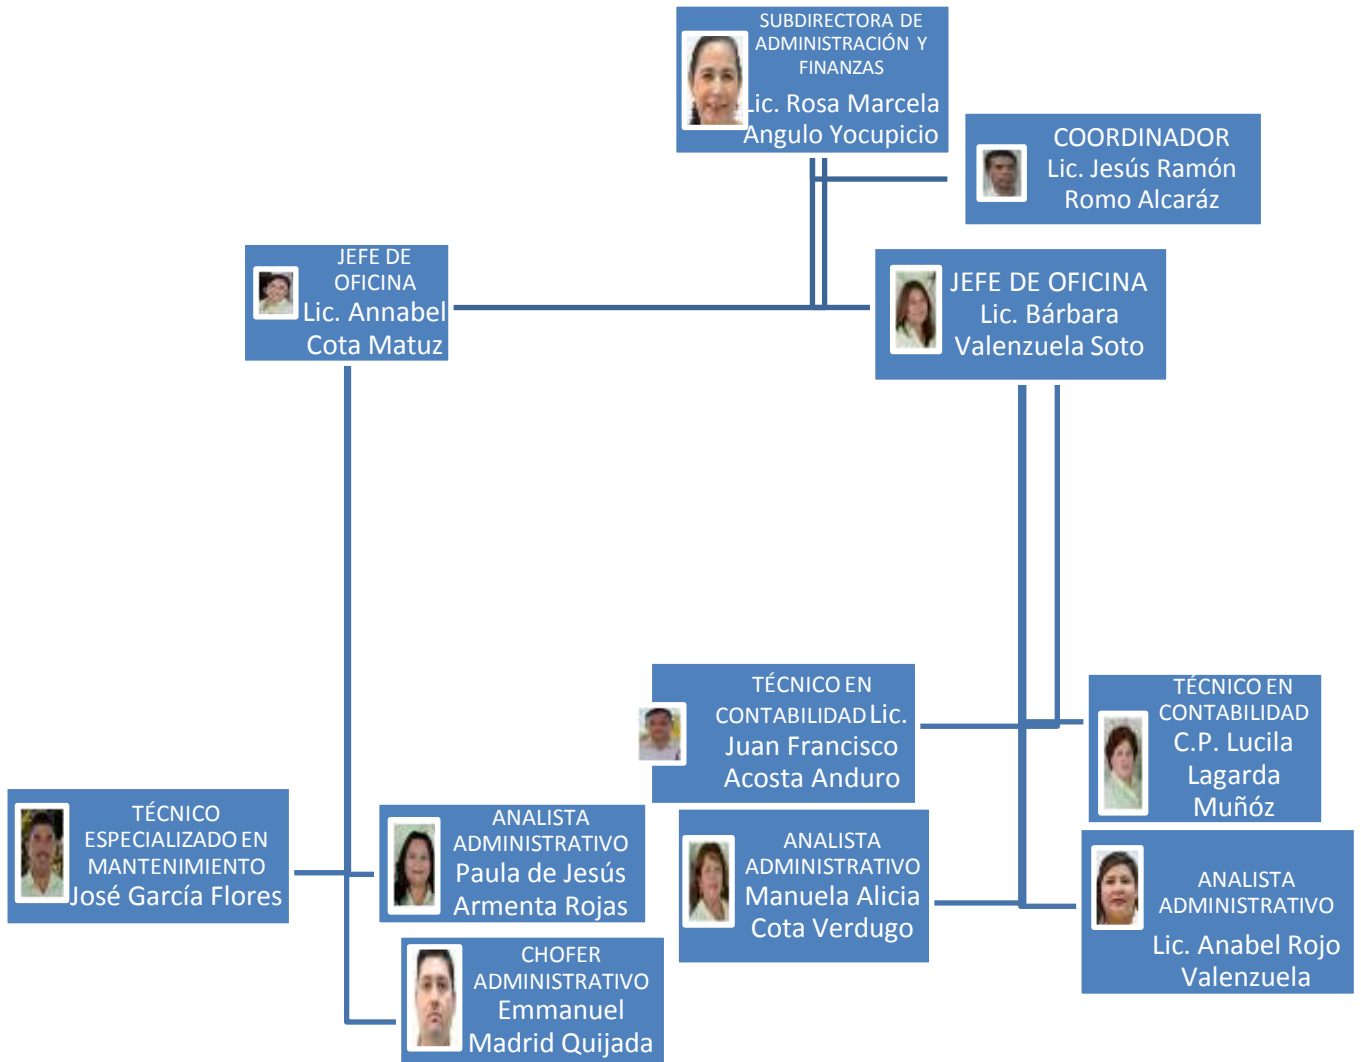 SUBDIRECTORA DE
ADMINISTRACIÓN Y
FINANZAS
Lic. Rosa Marcela
Angulo Yocupicio
COORDINADOR
Lic. Jesús Ramón
Romo Alcaráz
JEFE DE
OFICINA
Lic. Annabel
Cota Matuz
JEFE DE OFICINA
Lic. Bárbara
Valenzuela Soto
TÉCNICO EN
CONTABILIDAD Lic.
Juan Francisco
Acosta Anduro
TÉCNICO EN
CONTABILIDAD
C.P. Lucila
Lagarda
Muñóz
TÉCNICO
ESPECIALIZADO EN
MANTENIMIENTO
José García Flores
ANALISTA
ADMINISTRATIVO
Paula de Jesús
Armenta Rojas
ANALISTA
ADMINISTRATIVO
Manuela Alicia
Cota Verdugo
ANALISTA
ADMINISTRATIVO
Lic. Anabel Rojo
Valenzuela
CHOFER
ADMINISTRATIVO
Emmanuel
Madrid Quijada